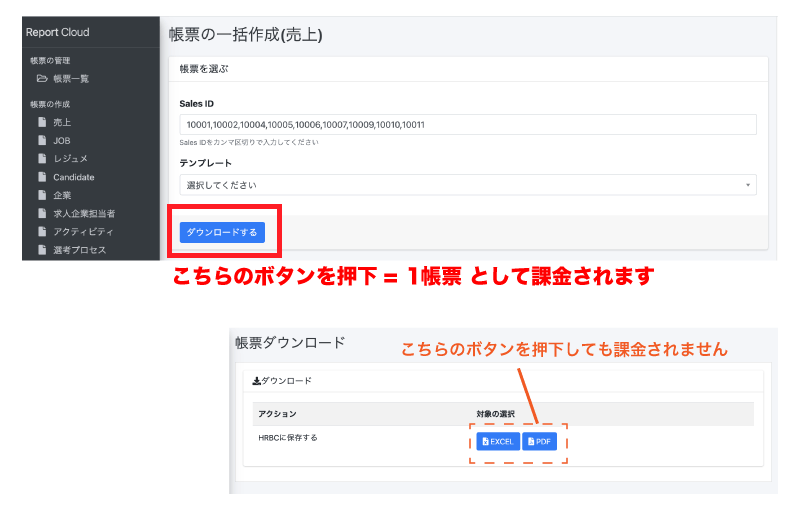 Report Cloud
帳票の管理
帳票一覧
帳票の作成
売上
JOB
レジュメ
Candidate
企業
求人企業担当者
アクティビティ
選考プロセス
帳票の一括作成(売上)
帳票を選ぶ
Sales ID
10001,10002,10004,10005,10006,10007,10009,10010,10011
Sales IDをカンマ区切りで入力してください
テンプレート
選択してください
ダウンロードする
こちらのボタンを押下 = 1帳票 として課金されます
帳票ダウンロード
こちらのボタンを押下しても課金されません
ダウンロード
アクション 対象の選択
HRBCに保存する EXCEL PDF